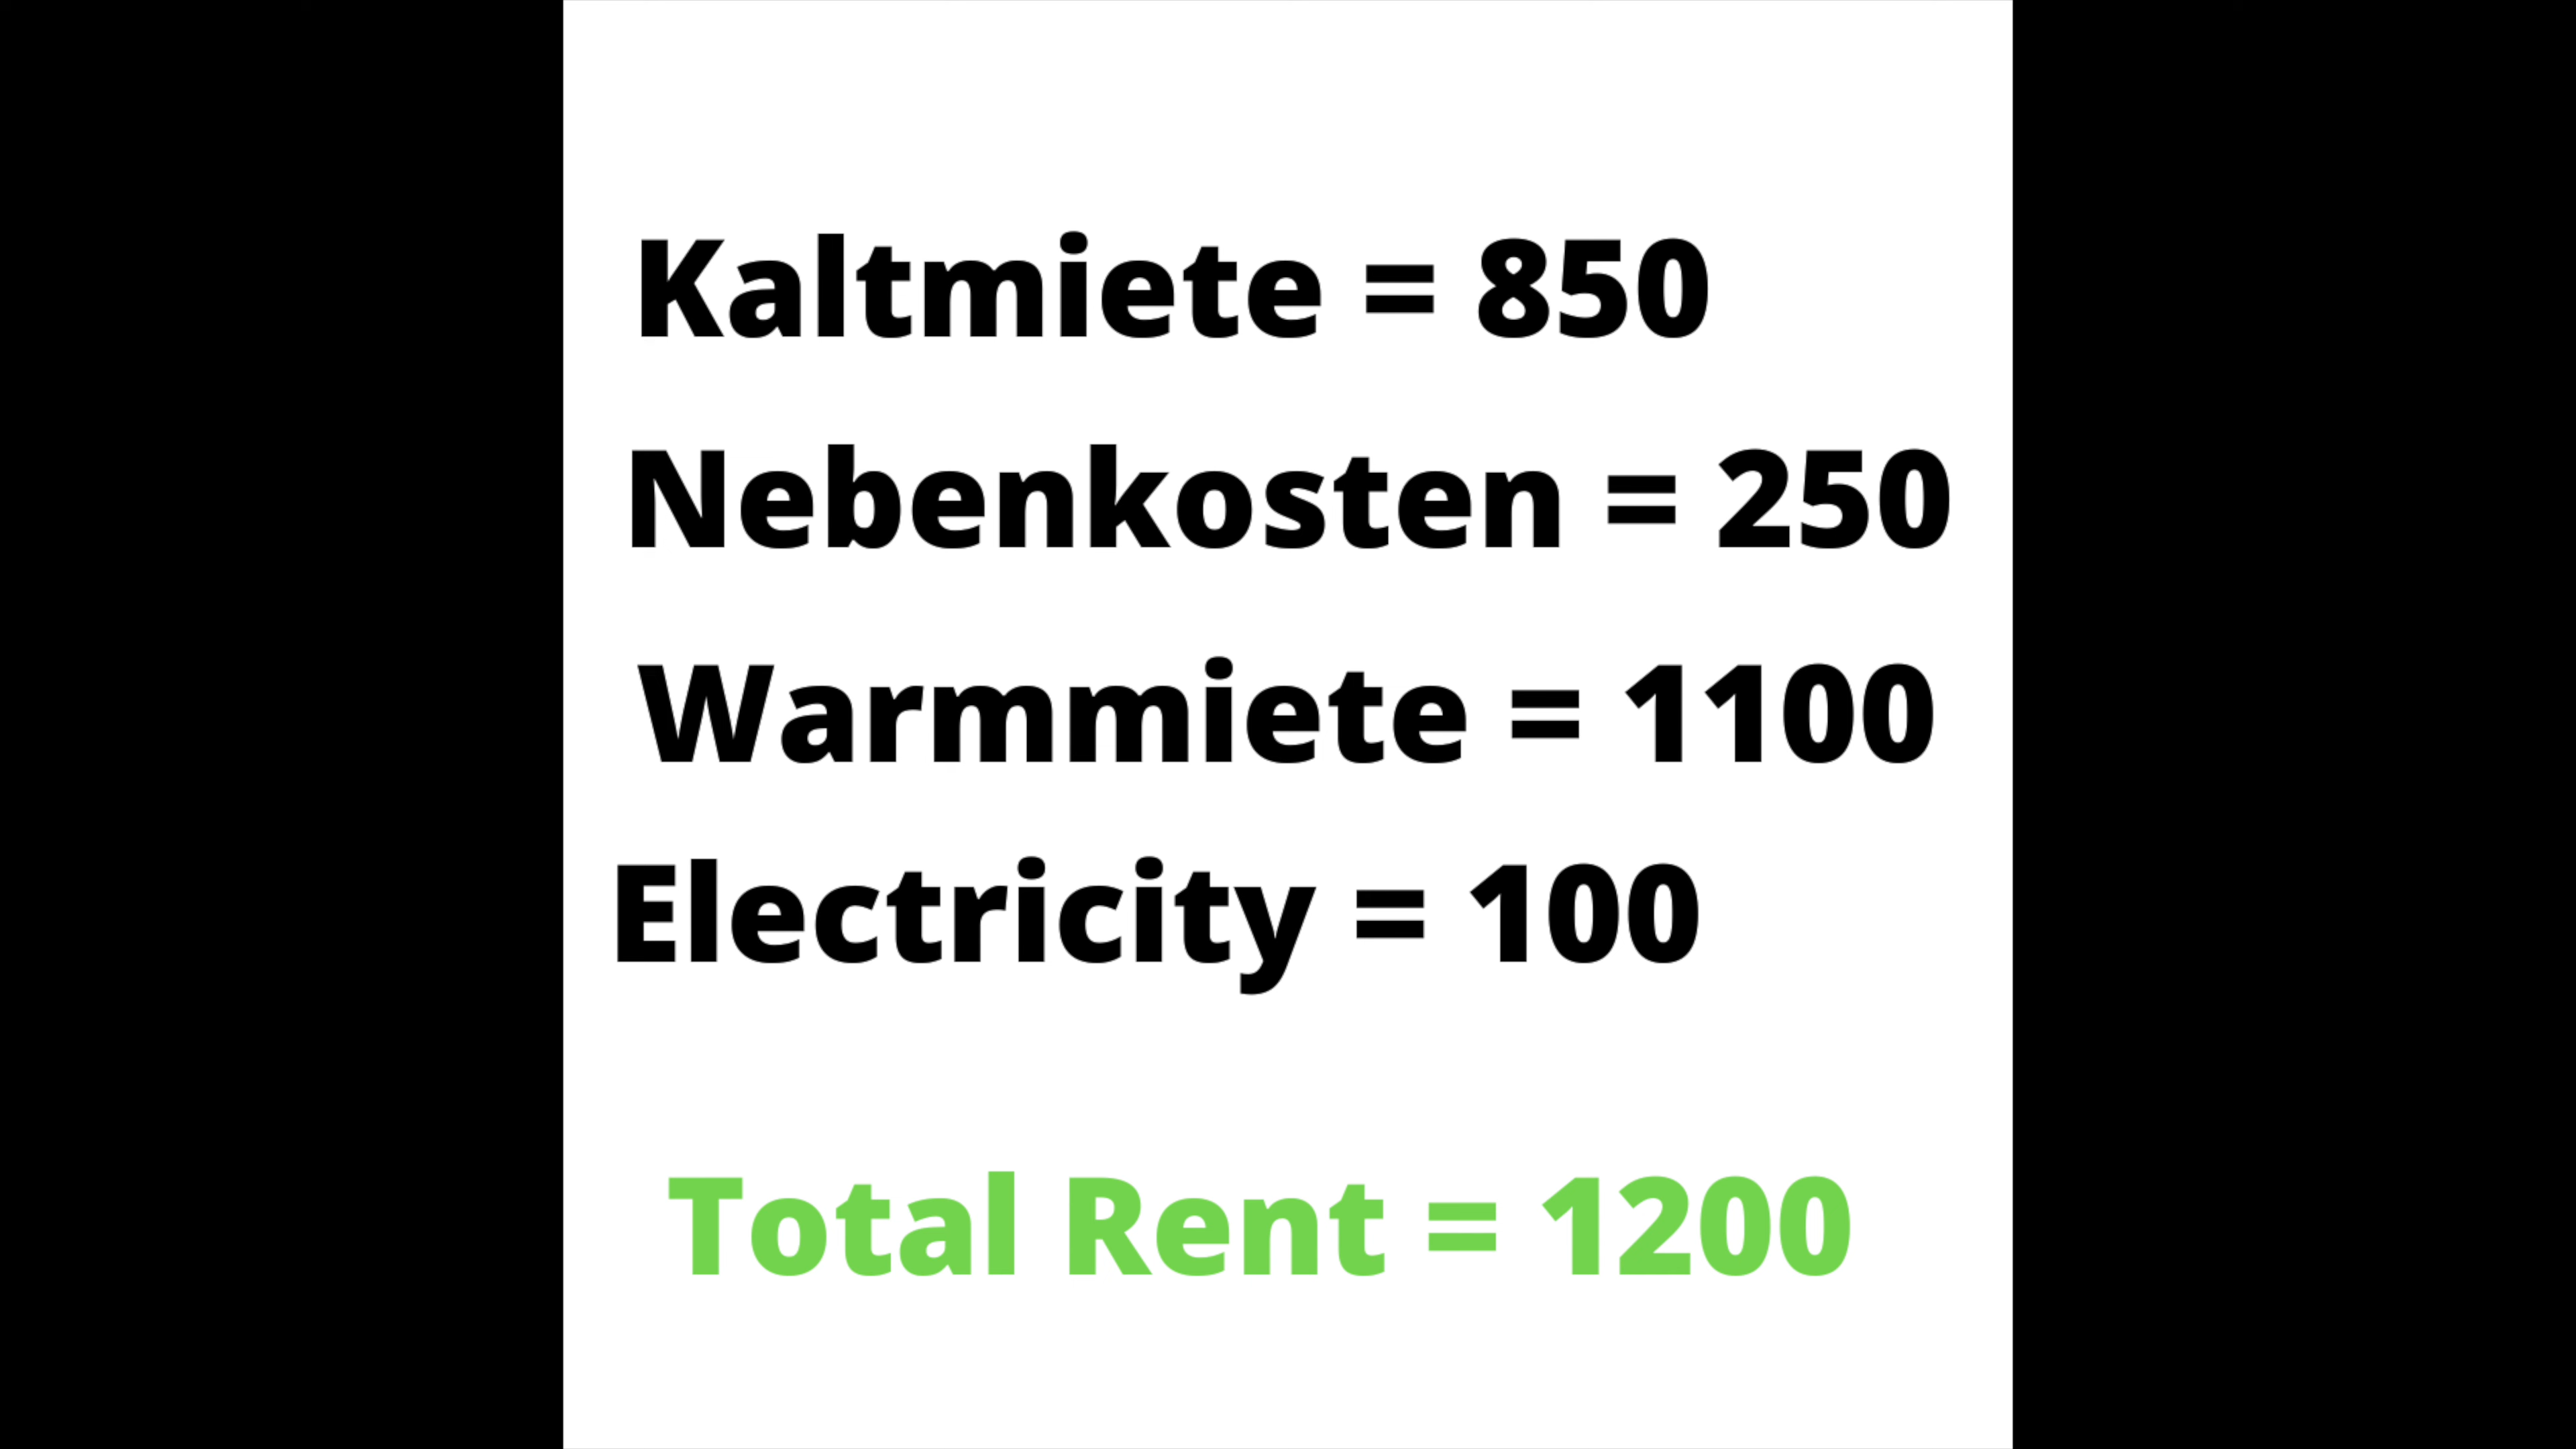 Kaltmiete = 850
Nebenkosten = 250
Warmmiete = 1100
Electricity = 100
Total Rent = 1200